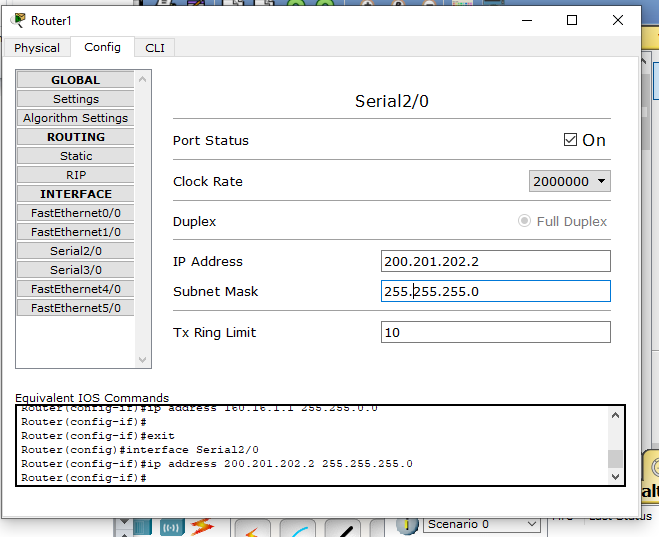 Router1
Physical Config CLI
GLOBAL
Settings
Algorithm Settings
ROUTING
Static
RIP
INTERFACE
FastEthernet0/0
FastEthernet1/0
Serial2/0
Serial3/0
FastEthernet4/0
FastEthernet5/0
Serial2/0
Port Status On
Clock Rate 2000000
Duplex Full Duplex
IP Address 200.201.202.2
Subnet Mask 255.255.255.0
Tx Ring Limit 10
Equivalent IOS Commands
Router(config-if)#ip address 160.16.1.1 255.255.0.0
Router(config-if)#
Router(config-if)#exit
Router(config)#interface Serial2/0
Router(config-if)#ip address 200.201.202.2 255.255.255.0
Router(config-if)#
Scenario 0
Last Status